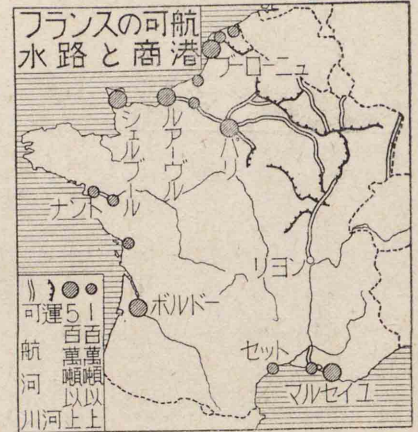 フランスの可航
水路と商港
ブーローニュ
シェルブール
ルアーヴル
パリ
ナント
リヨン
ボルドー
セット
マルセイユ
一百萬噸以上
5百萬噸以上
運河
可航河川